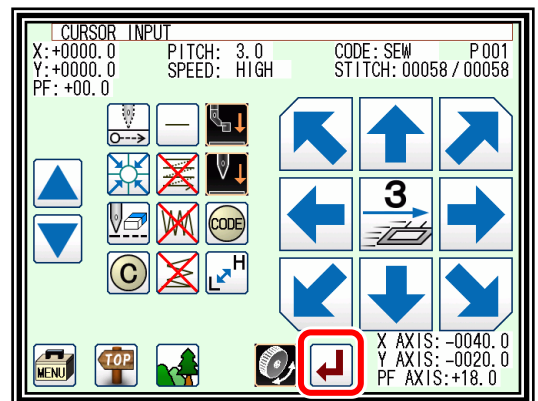 CURSOR INPUT
X:+0000.0 PITCH: 3.0 CODE:SEW P001
Y:+0000.0 SPEED: HIGH STITCH:00058/00058
PF:+00.0
CODE
3
C
L H
MENU TOP
X AXIS:-0040.0
Y AXIS:-0020.0
PF AXIS:+18.0